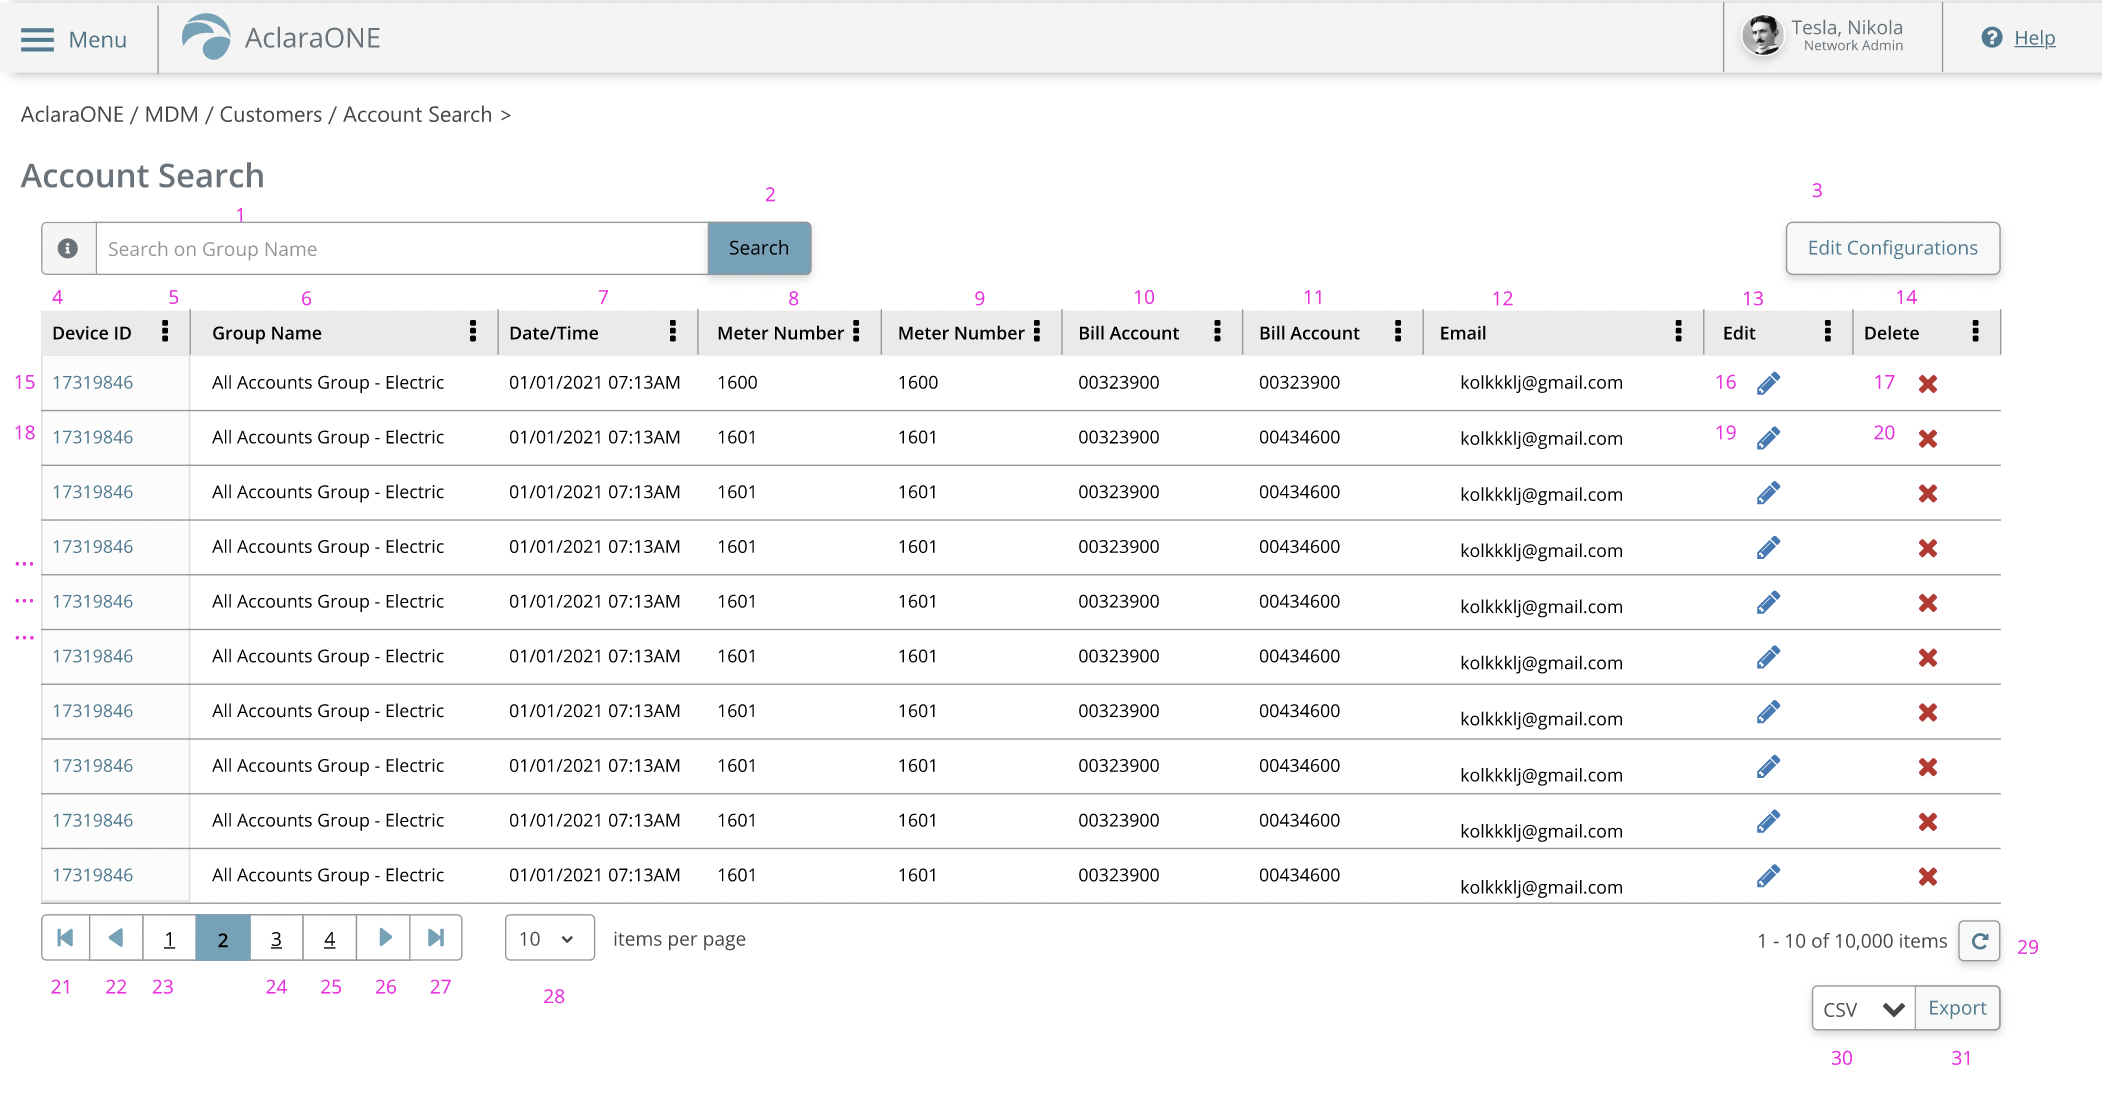 Menu
AclaraONE
Tesla, Nikola
Network Admin
Help
AclaraONE / MDM / Customers / Account Search >
Account Search
1
2
3
Search on Group Name
Search
Edit Configurations
4 5 6 7 8 9 10 11 12 13 14
Device ID Group Name Date/Time Meter Number Meter Number Bill Account Bill Account Email Edit Delete
15 17319846 All Accounts Group - Electric 01/01/2021 07:13AM 1600 1600 00323900 00323900 kolkkklj@gmail.com 16 17
18 17319846 All Accounts Group - Electric 01/01/2021 07:13AM 1601 1601 00323900 00434600 kolkkklj@gmail.com 19 20
17319846 All Accounts Group - Electric 01/01/2021 07:13AM 1601 1601 00323900 00434600 kolkkklj@gmail.com
17319846 All Accounts Group - Electric 01/01/2021 07:13AM 1601 1601 00323900 00434600 kolkkklj@gmail.com
...
17319846 All Accounts Group - Electric 01/01/2021 07:13AM 1601 1601 00323900 00434600 kolkkklj@gmail.com
...
17319846 All Accounts Group - Electric 01/01/2021 07:13AM 1601 1601 00323900 00434600 kolkkklj@gmail.com
...
17319846 All Accounts Group - Electric 01/01/2021 07:13AM 1601 1601 00323900 00434600 kolkkklj@gmail.com
17319846 All Accounts Group - Electric 01/01/2021 07:13AM 1601 1601 00323900 00434600 kolkkklj@gmail.com
17319846 All Accounts Group - Electric 01/01/2021 07:13AM 1601 1601 00323900 00434600 kolkkklj@gmail.com
17319846 All Accounts Group - Electric 01/01/2021 07:13AM 1601 1601 00323900 00434600 kolkkklj@gmail.com
1 2 3 4 10 items per page 1 - 10 of 10,000 items 29
21 22 23 24 25 26 27 28
CSV Export
30 31